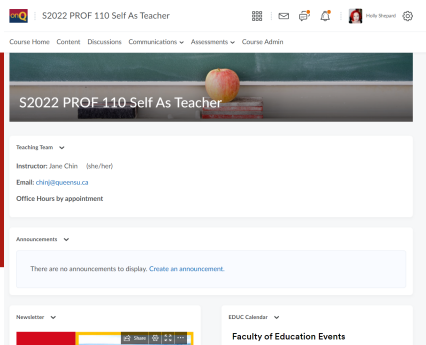 onQ S2022 PROF 110 Self As Teacher Hollo Shepard
Course Home Content Discussions Communications Assessments Course Admin
S2022 PROF 110 Self As Teacher
Teaching Team
Instructor: Jane Chin (she/her)
Email: chinj@queensu.ca
Office Hours by appointment
Announcements
There are no announcements to display. Create an announcement.
Newsletter
EDUC Calendar
Share
Faculty of Education Events